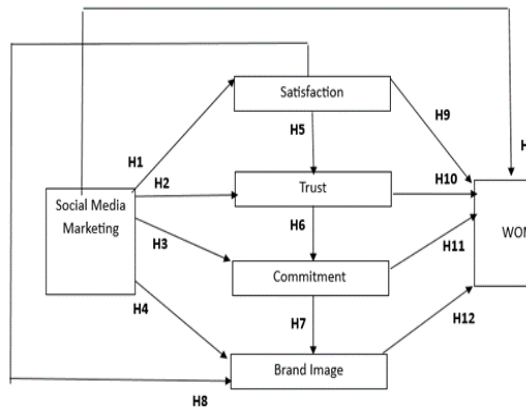 Satisfaction
H9
H5
H
H1
H2
Trust
H10
Social Media
Marketing
H6
WOM
H3
H11
Commitment
H4
H7
H12
Brand Image
H8